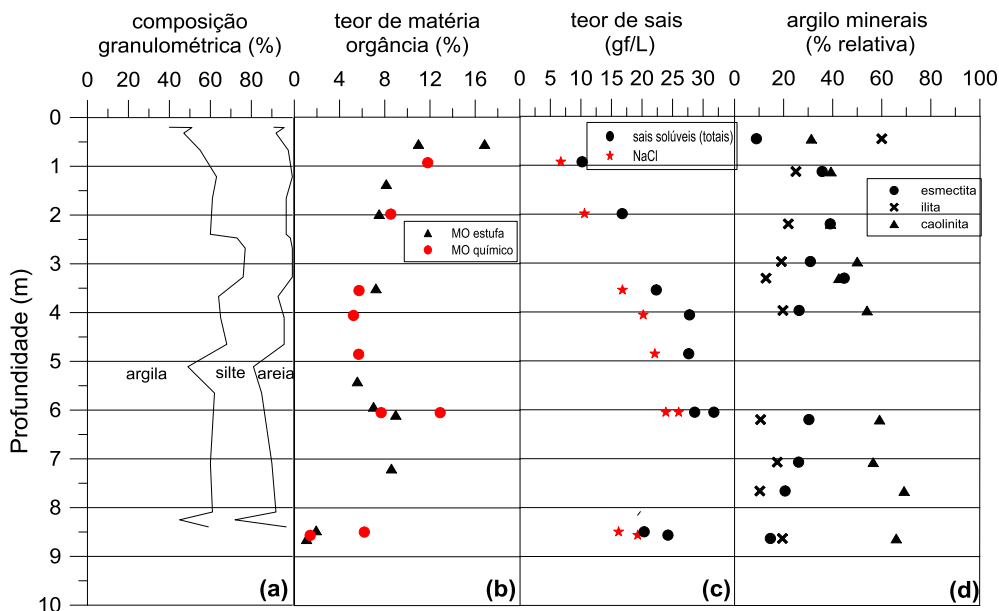 composição
granulométrica (%)
teor de matéria
orgância (%)
teor de sais
(gf/L)
argilo minerais
(% relativa)
0 20 40 60 80
0 4 8 12 16
0 5 10 15 20 25 30
0 20 40 60 80 100
Profundidade (m)
0
1
2
3
4
5
6
7
8
9
10
argila
silte
areia
(a)
MO estufa
MO químico
(b)
sais solúveis (totais)
NaCl
(c)
esmectita
ilita
caolinita
(d)